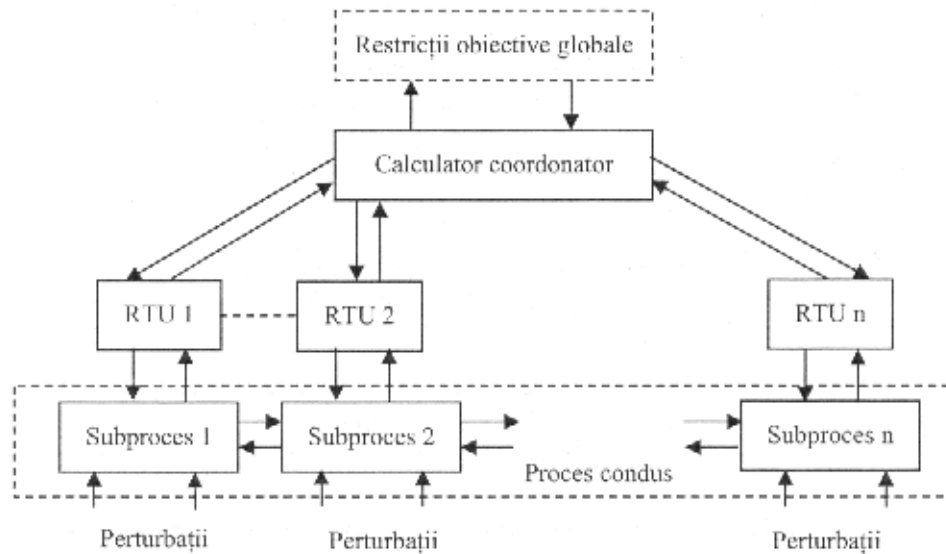 Restricții obiective globale
Calculator coordonator
RTU 1
RTU 2
RTU n
Subproces 1
Subproces 2
Subproces n
Proces condus
Perturbații
Perturbații
Perturbații